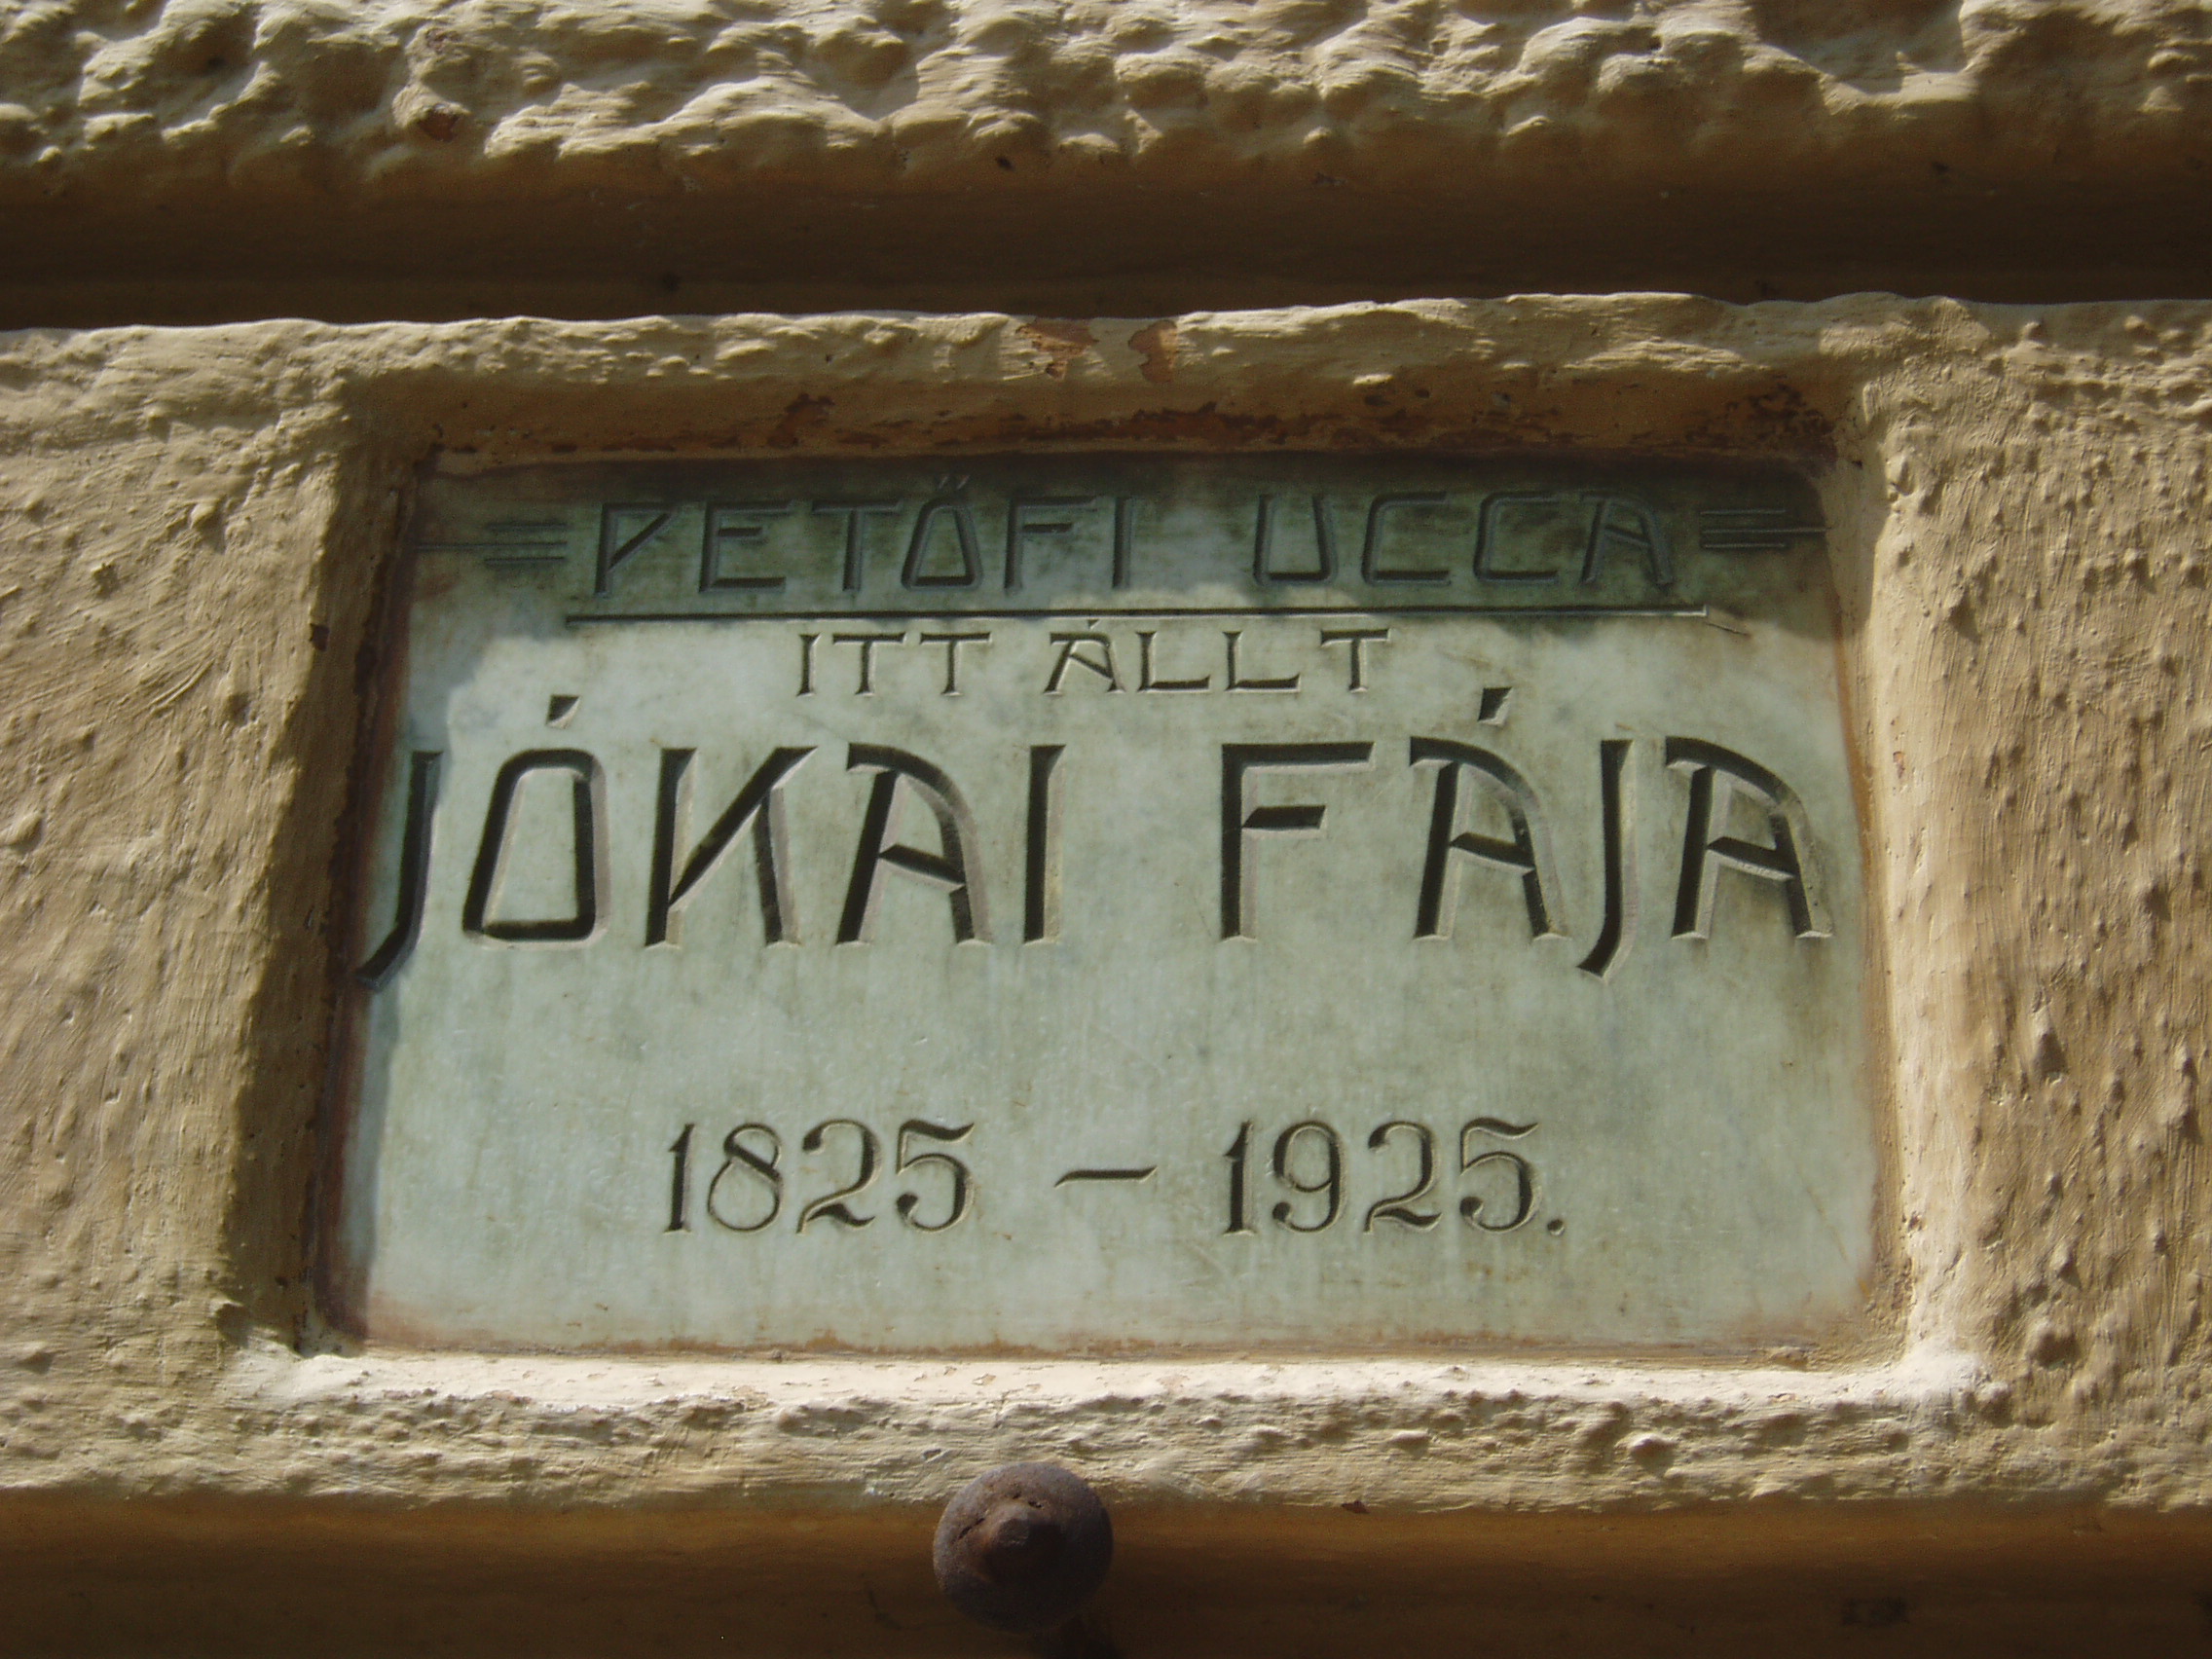 PETŐFI UCCA
ITT ÁLLT
JÓKAI FÁJA
1825 – 1925.